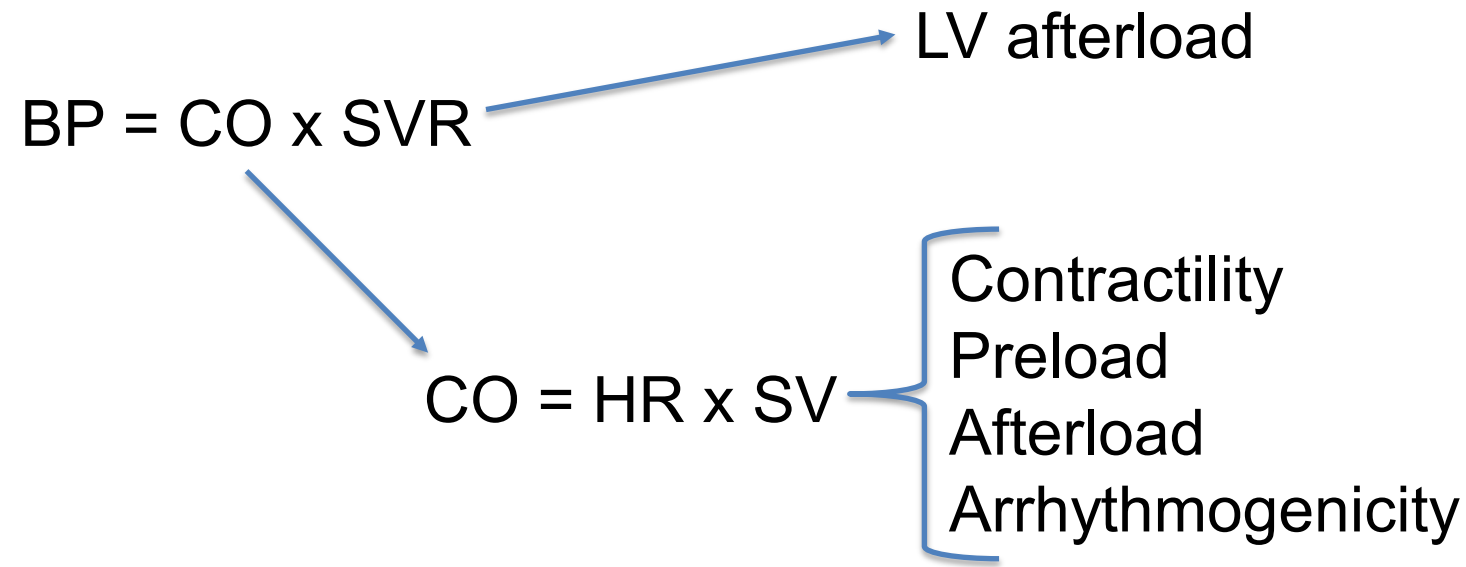 LV afterload
BP = CO x SVR
Contractility
Preload
CO = HR x SV
Afterload
Arrhythmogenicity